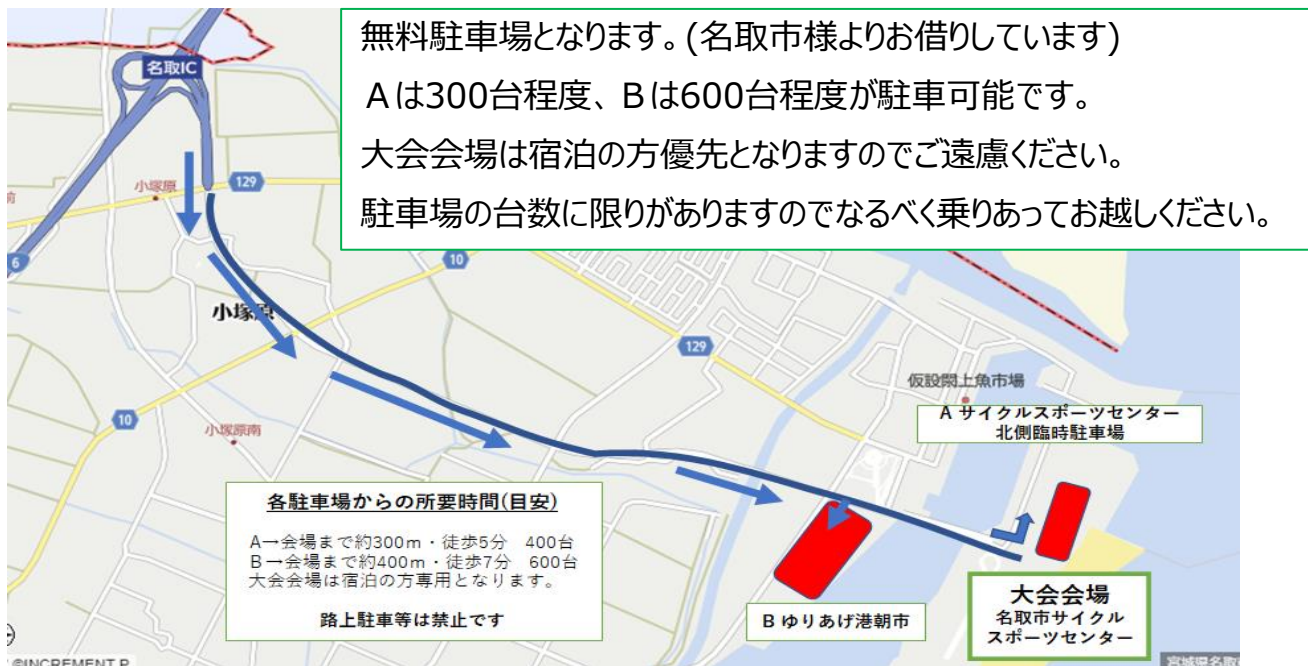 無料駐車場となります。(名取市様よりお借りしています)
Aは300台程度、Bは600台程度が駐車可能です。
大会会場は宿泊の方優先となりますのでご遠慮ください。
駐車場の台数に限りがありますのでなるべく乗りあってお越しください。
名取IC
小塚原
129
前
6
10
小塚原
129
仮設閖上魚市場
A サイクルスポーツセンター
北側臨時駐車場
10
小塚原南
各駐車場からの所要時間(目安)
A→会場まで約300m・徒歩5分 400台
B→会場まで約400m・徒歩7分 600台
大会会場は宿泊の方専用となります。
路上駐車等は禁止です
B ゆりあげ港朝市
大会会場
名取市サイクル
スポーツセンター
©INCREMENT P
宮城県名取